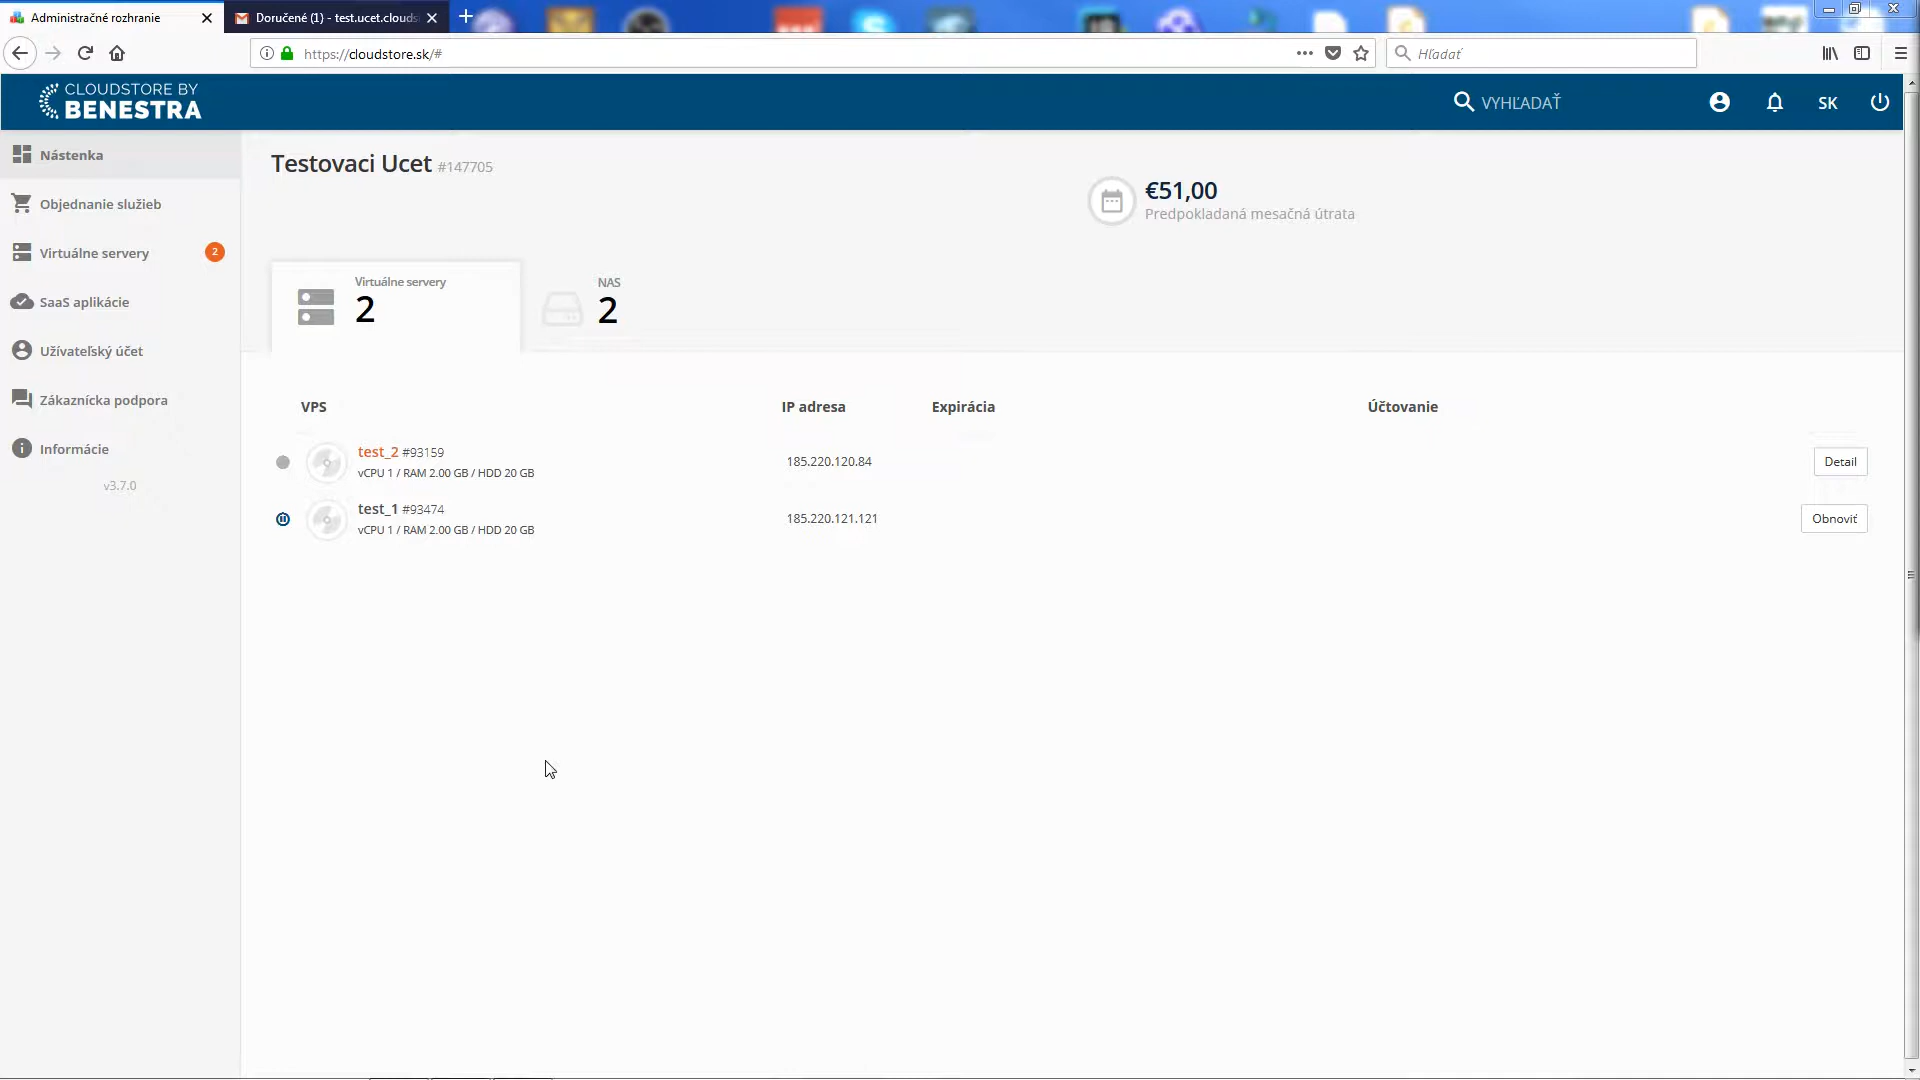 Administračné rozhranie
Doručené (1) - test.ucet.clouds
https://cloudstore.sk/#
Hľadať
CLOUDSTORE BY
BENESTRA
VYHĽADAŤ
SK
Nástenka
Objednanie služieb
Virtuálne servery
2
SaaS aplikácie
Užívateľský účet
Zákaznícka podpora
Informácie
v3.7.0
Testovaci Ucet #147705
€51,00
Predpokladaná mesačná útrata
Virtuálne servery
2
NAS
2
VPS
IP adresa
Expirácia
Účtovanie
test_2 #93159
vCPU 1 / RAM 2.00 GB / HDD 20 GB
185.220.120.84
Detail
test_1 #93474
vCPU 1 / RAM 2.00 GB / HDD 20 GB
185.220.121.121
Obnoviť